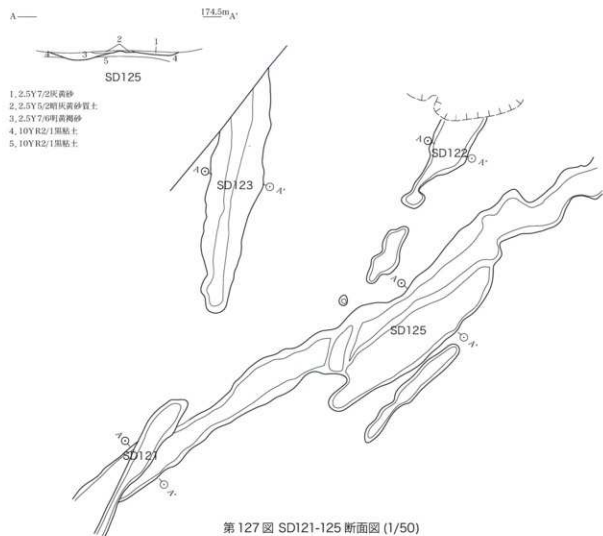 A 174.5m A'
2
1
4 3 5 4
SD125
1. 2.5Y7/2灰黄砂
2. 2.5Y5/2暗灰黄砂質土
3. 2.5Y7/6明黄褐砂
4. 10YR2/1黒粘土
5. 10YR2/1黒粘土
A
SD122
A'
A
SD123
A'
A
SD125
A'
A
SD121
A'
第127図 SD121-125 断面図 (1/50)